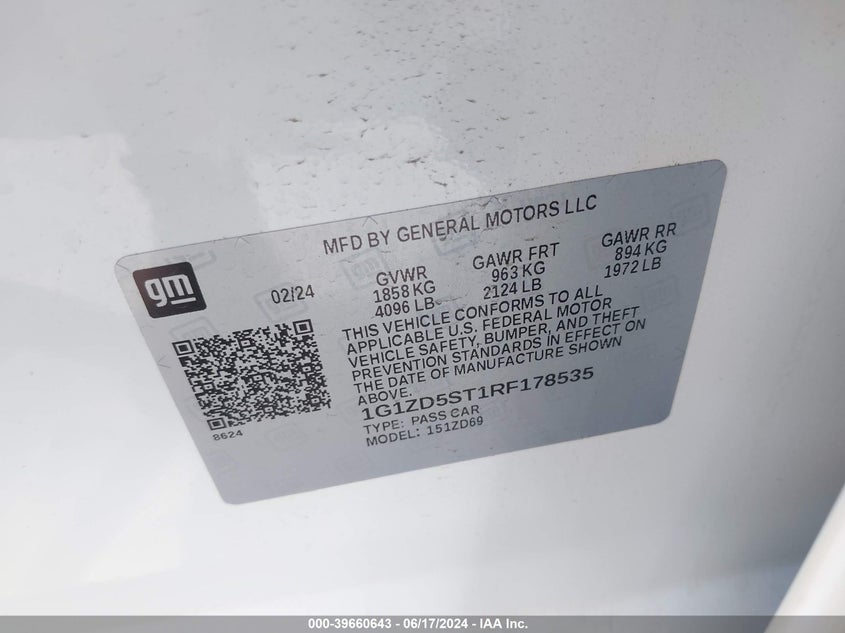 MFD BY GENERAL MOTORS LLC
gm
02/24
GVWR
1858 KG
4096 LB
GAWR FRT
963 KG
2124 LB
GAWR RR
894 KG
1972 LB
THIS VEHICLE CONFORMS TO ALL
APPLICABLE U.S. FEDERAL MOTOR
VEHICLE SAFETY, BUMPER, AND THEFT
PREVENTION STANDARDS IN EFFECT ON
THE DATE OF MANUFACTURE SHOWN
ABOVE.
1G1ZD5ST1RF178535
TYPE: PASS CAR
MODEL: 151ZD69
8624
000-39660643 - 06/17/2024 - IAA Inc.